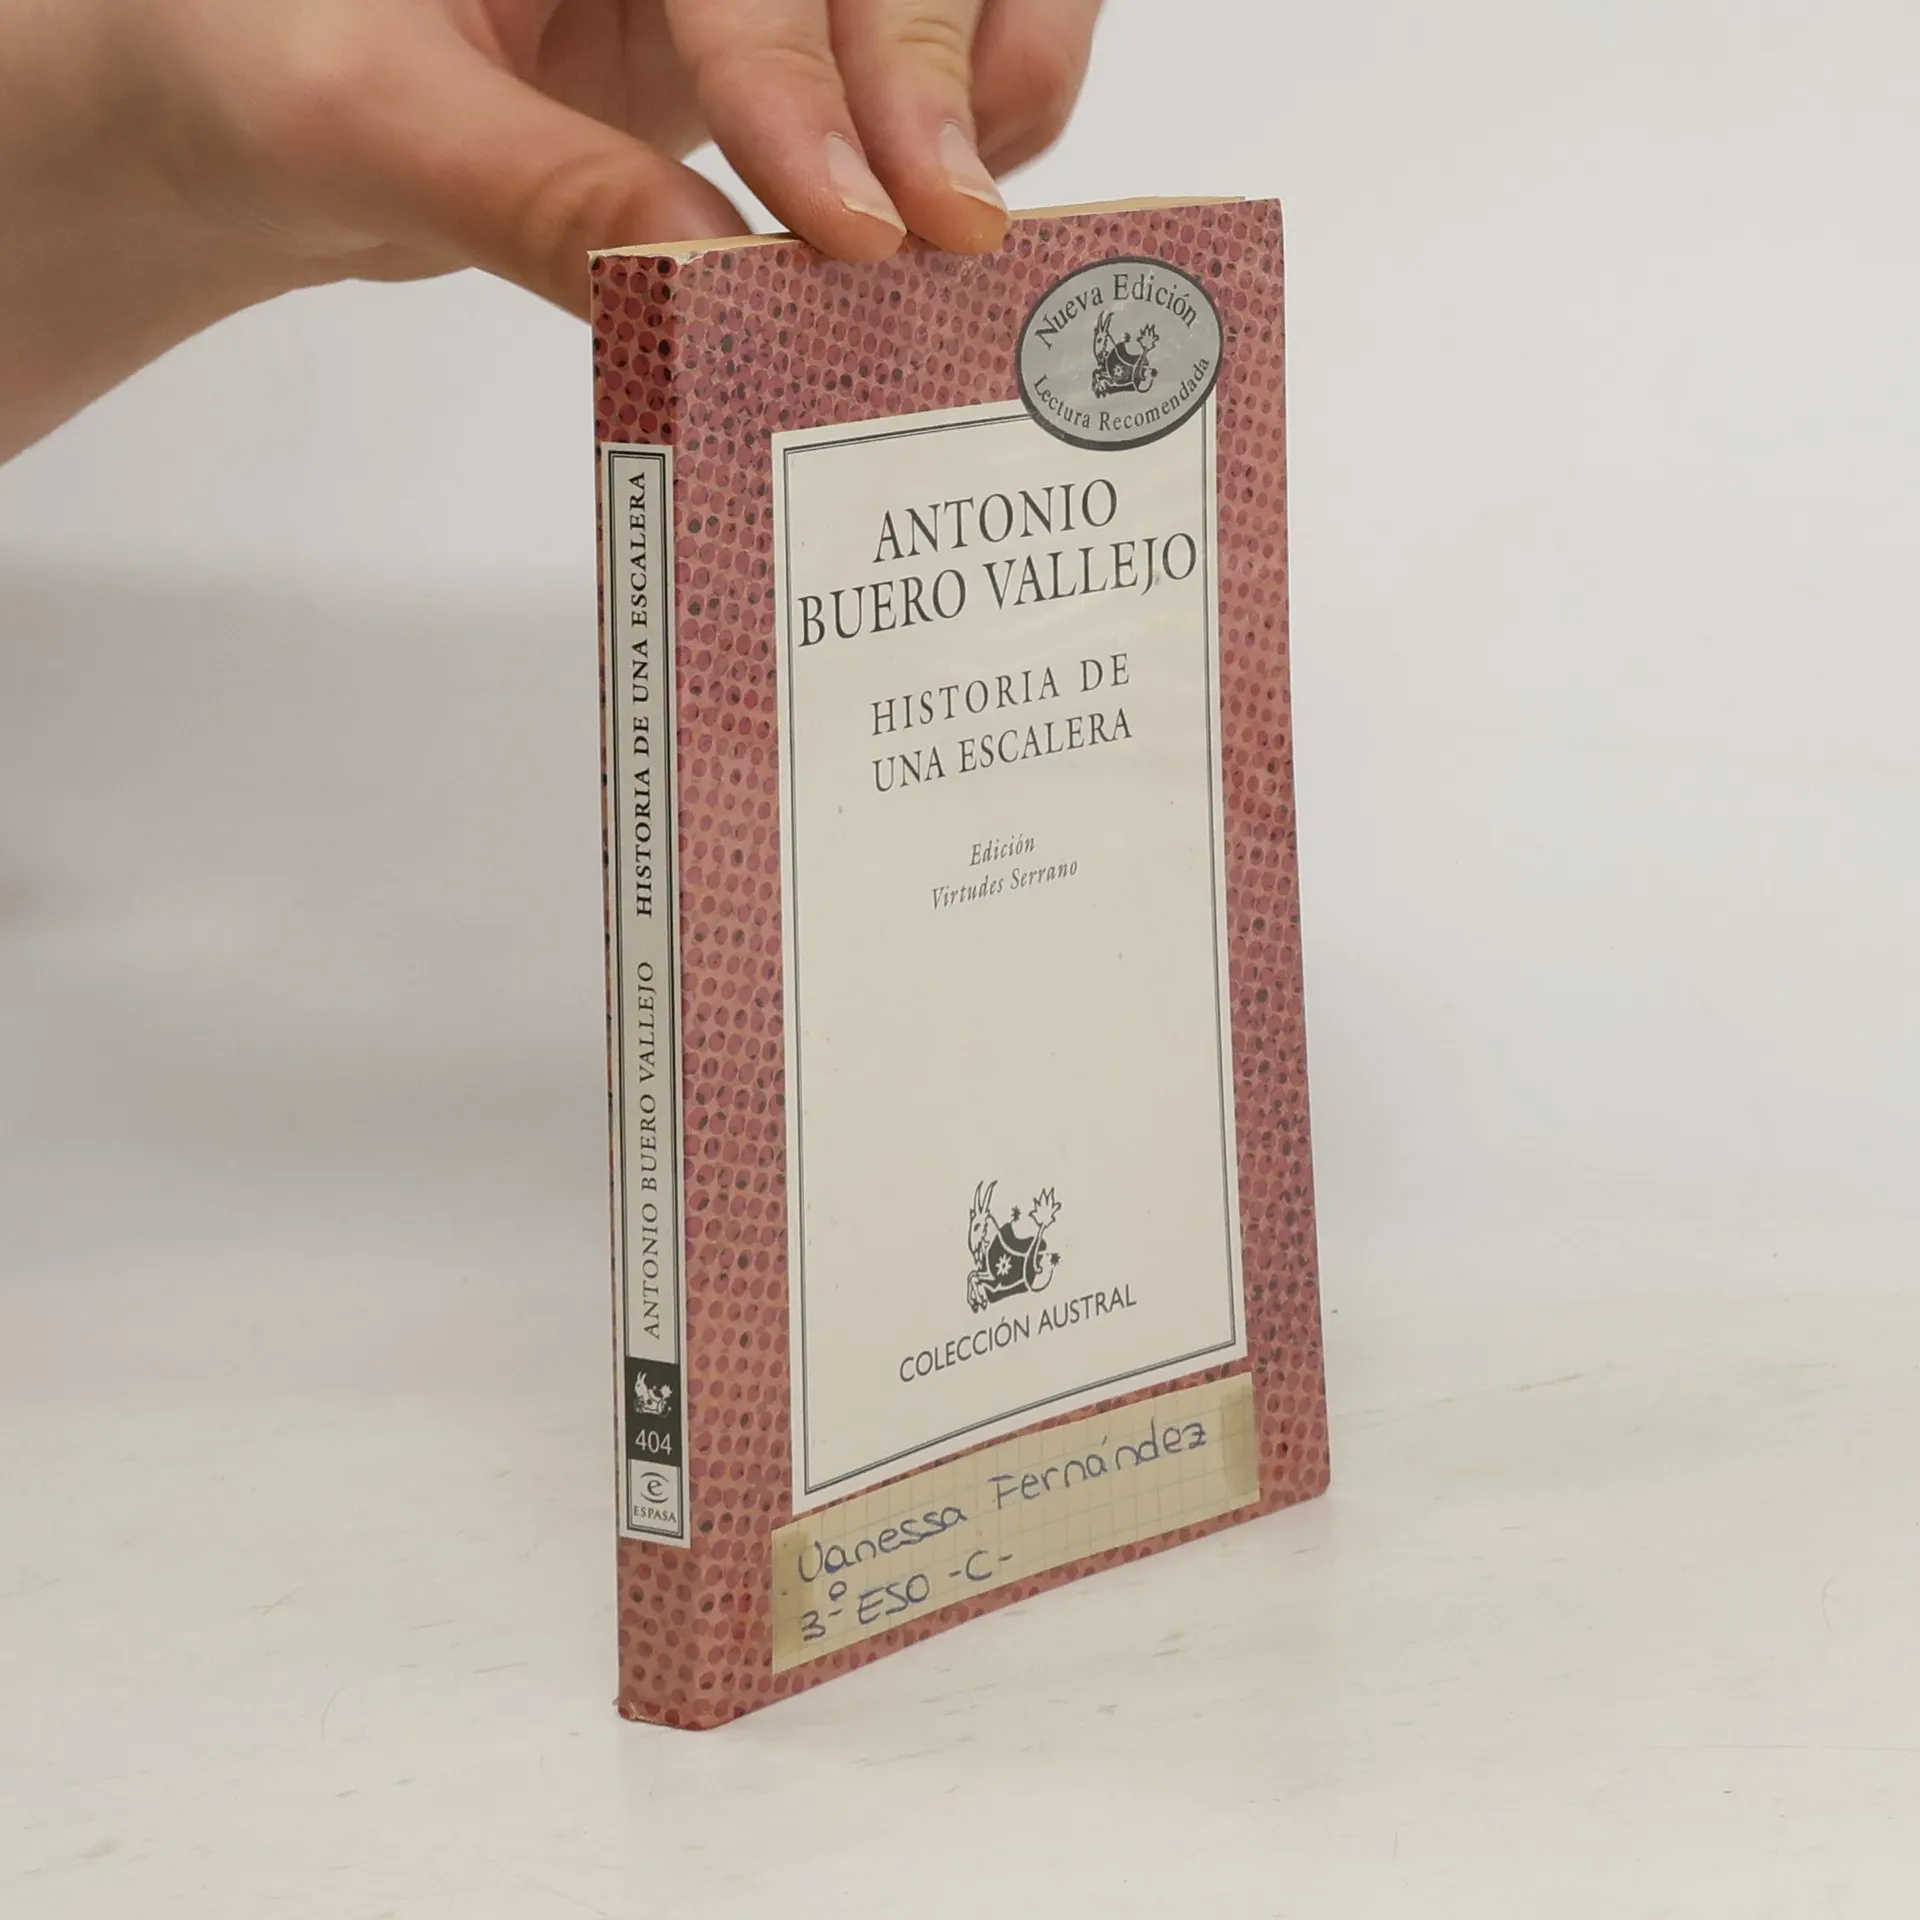 Nueva Edición
Lectura Recomendada
ANTONIO
BUERO VALLEJO
HISTORIA DE
UNA ESCALERA
Edición
Virtudes Serrano
COLECCIÓN AUSTRAL
Vanessa Fernández
3º ESO -C-
ANTONIO BUERO VALLEJO HISTORIA DE UNA ESCALERA
404
e
ESPASA